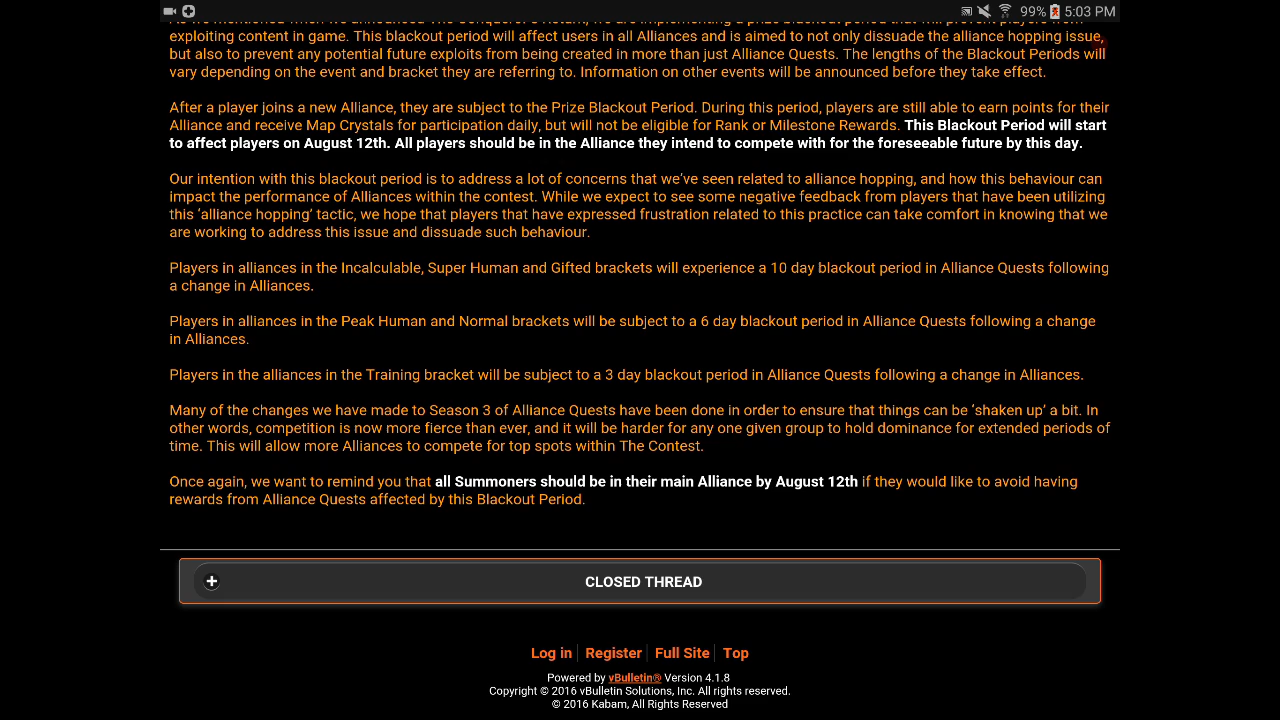 99% 5:03 PM
exploiting content in game. This blackout period will affect users in all Alliances and is aimed to not only dissuade the alliance hopping issue,
but also to prevent any potential future exploits from being created in more than just Alliance Quests. The lengths of the Blackout Periods will
vary depending on the event and bracket they are referring to. Information on other events will be announced before they take effect.
After a player joins a new Alliance, they are subject to the Prize Blackout Period. During this period, players are still able to earn points for their
Alliance and receive Map Crystals for participation daily, but will not be eligible for Rank or Milestone Rewards. This Blackout Period will start
to affect players on August 12th. All players should be in the Alliance they intend to compete with for the foreseeable future by this day.
Our intention with this blackout period is to address a lot of concerns that we've seen related to alliance hopping, and how this behaviour can
impact the performance of Alliances within the contest. While we expect to see some negative feedback from players that have been utilizing
this ‘alliance hopping’ tactic, we hope that players that have expressed frustration related to this practice can take comfort in knowing that we
are working to address this issue and dissuade such behaviour.
Players in alliances in the Incalculable, Super Human and Gifted brackets will experience a 10 day blackout period in Alliance Quests following
a change in Alliances.
Players in alliances in the Peak Human and Normal brackets will be subject to a 6 day blackout period in Alliance Quests following a change
in Alliances.
Players in the alliances in the Training bracket will be subject to a 3 day blackout period in Alliance Quests following a change in Alliances.
Many of the changes we have made to Season 3 of Alliance Quests have been done in order to ensure that things can be ‘shaken up’ a bit. In
other words, competition is now more fierce than ever, and it will be harder for any one given group to hold dominance for extended periods of
time. This will allow more Alliances to compete for top spots within The Contest.
Once again, we want to remind you that all Summoners should be in their main Alliance by August 12th if they would like to avoid having
rewards from Alliance Quests affected by this Blackout Period.
CLOSED THREAD
Log in Register Full Site Top
Powered by vBulletin® Version 4.1.8
Copyright © 2016 vBulletin Solutions, Inc. All rights reserved.
© 2016 Kabam, All Rights Reserved